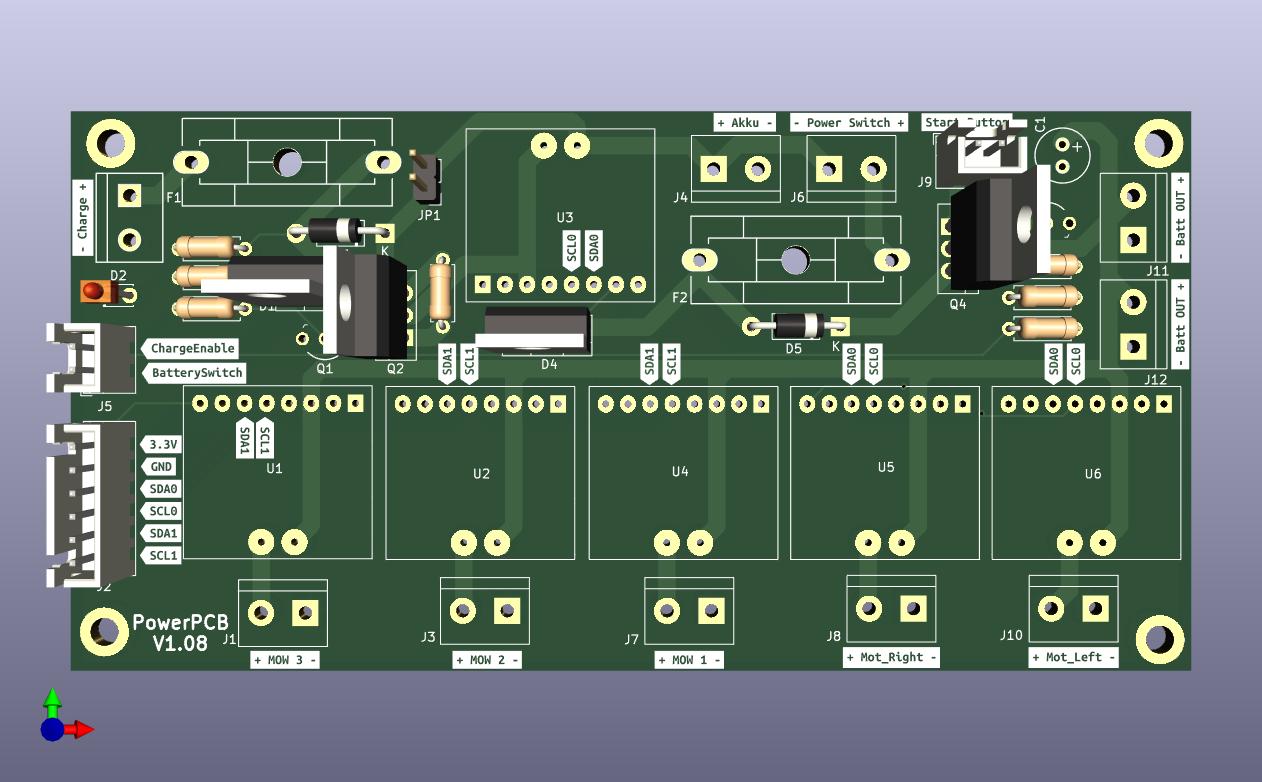 + Akku -
- Power Switch +
Start Button
C1
+
J9
F1
JP1
U3
J4
J6
- Charge +
- Batt OUT +
SCL0
SDA0
K
D2
F2
Q4
J11
D1
Q1
Q2
D4
D5
K
- Batt OUT +
J12
ChargeEnable
BatterySwitch
J5
SDA1
SCL1
SDA1
SCL1
SDA0
SCL0
SDA0
SCL0
3.3V
GND
SDA0
SCL0
SDA1
SCL1
J2
SDA1
SCL1
U1
U2
U4
U5
U6
PowerPCB
V1.08
J1
J3
J7
J8
J10
+ MOW 3 -
+ MOW 2 -
+ MOW 1 -
+ Mot_Right -
+ Mot_Left -